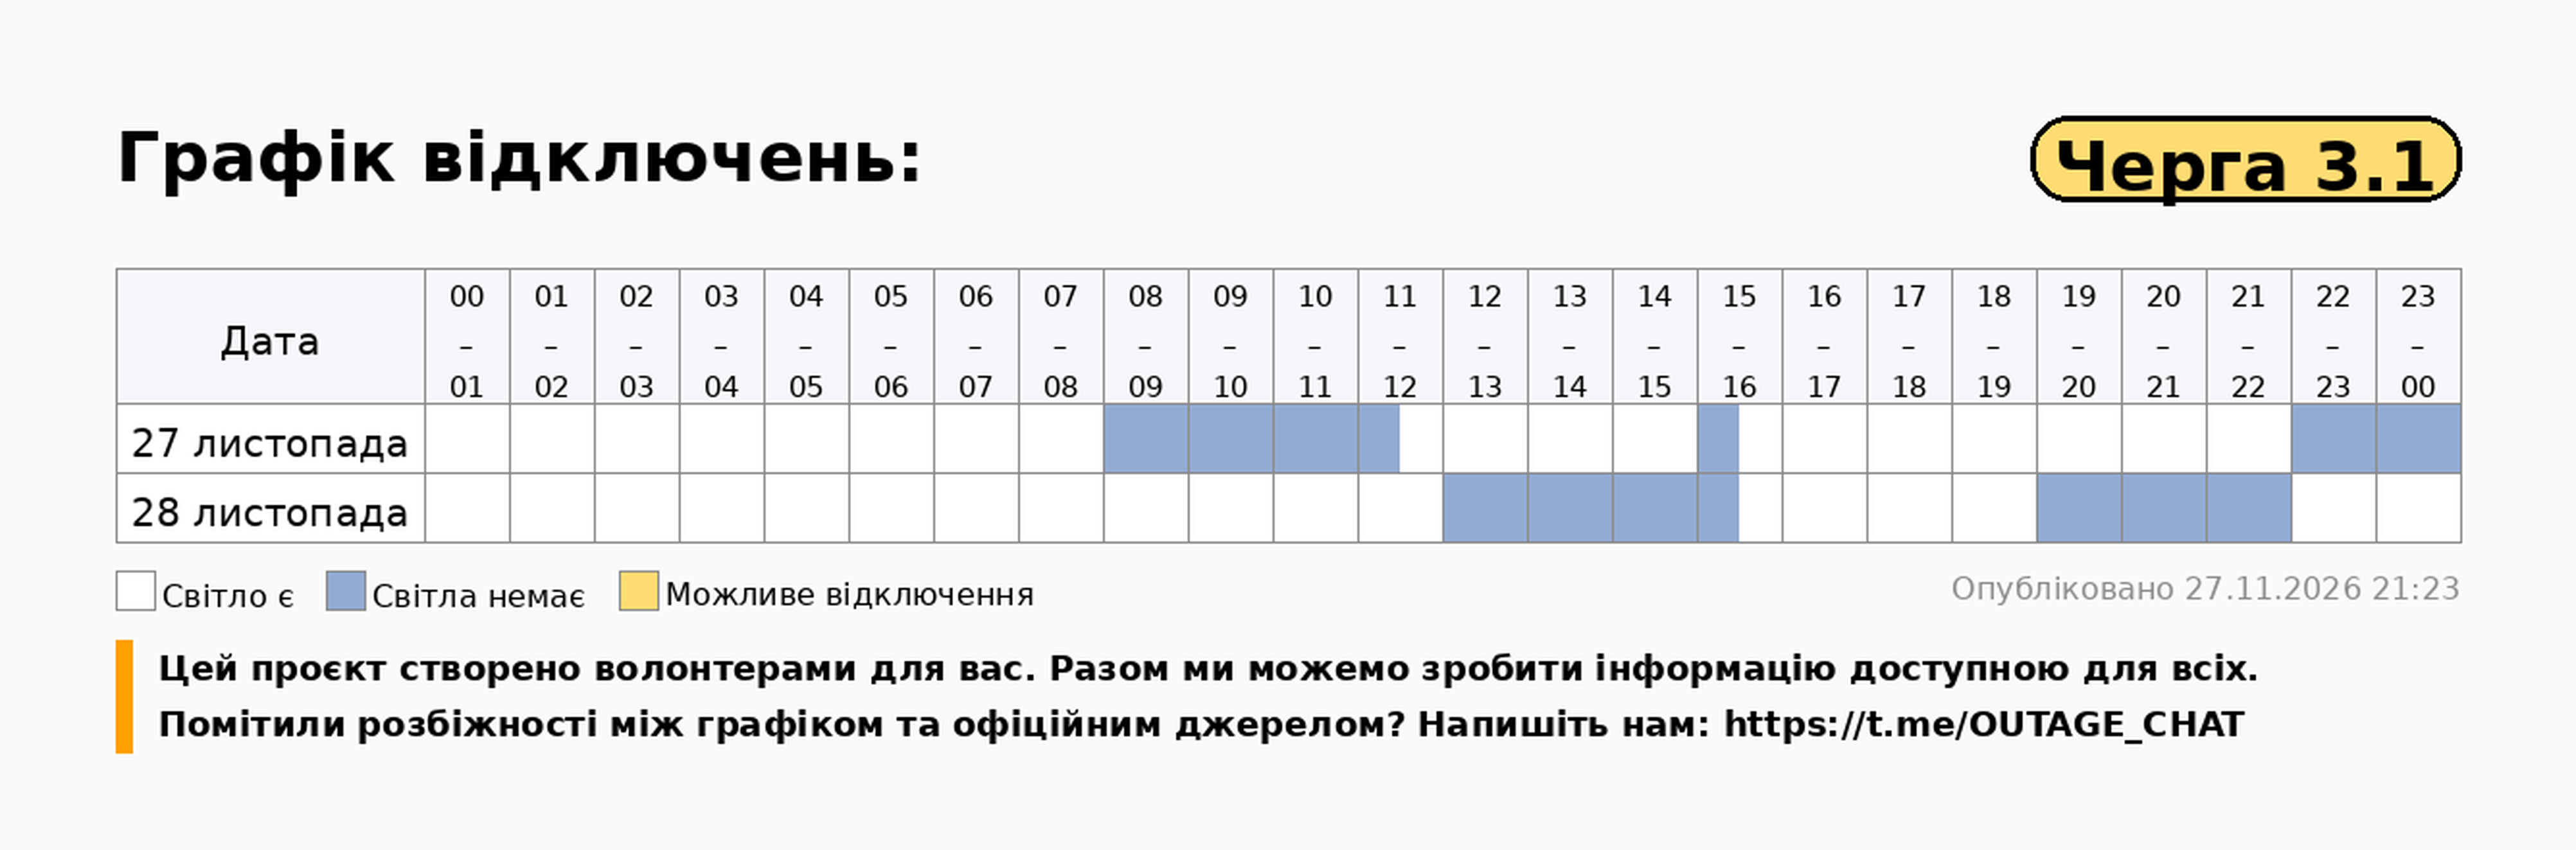 Графік відключень:
Черга 3.1
Дата
00 – 01
01 – 02
02 – 03
03 – 04
04 – 05
05 – 06
06 – 07
07 – 08
08 – 09
09 – 10
10 – 11
11 – 12
12 – 13
13 – 14
14 – 15
15 – 16
16 – 17
17 – 18
18 – 19
19 – 20
20 – 21
21 – 22
22 – 23
23 – 00
27 листопада
28 листопада
Світло є
Світла немає
Можливе відключення
Опубліковано 27.11.2026 21:23
Цей проєкт створено волонтерами для вас. Разом ми можемо зробити інформацію доступною для всіх.
Помітили розбіжності між графіком та офіційним джерелом? Напишіть нам: https://t.me/OUTAGE_CHAT